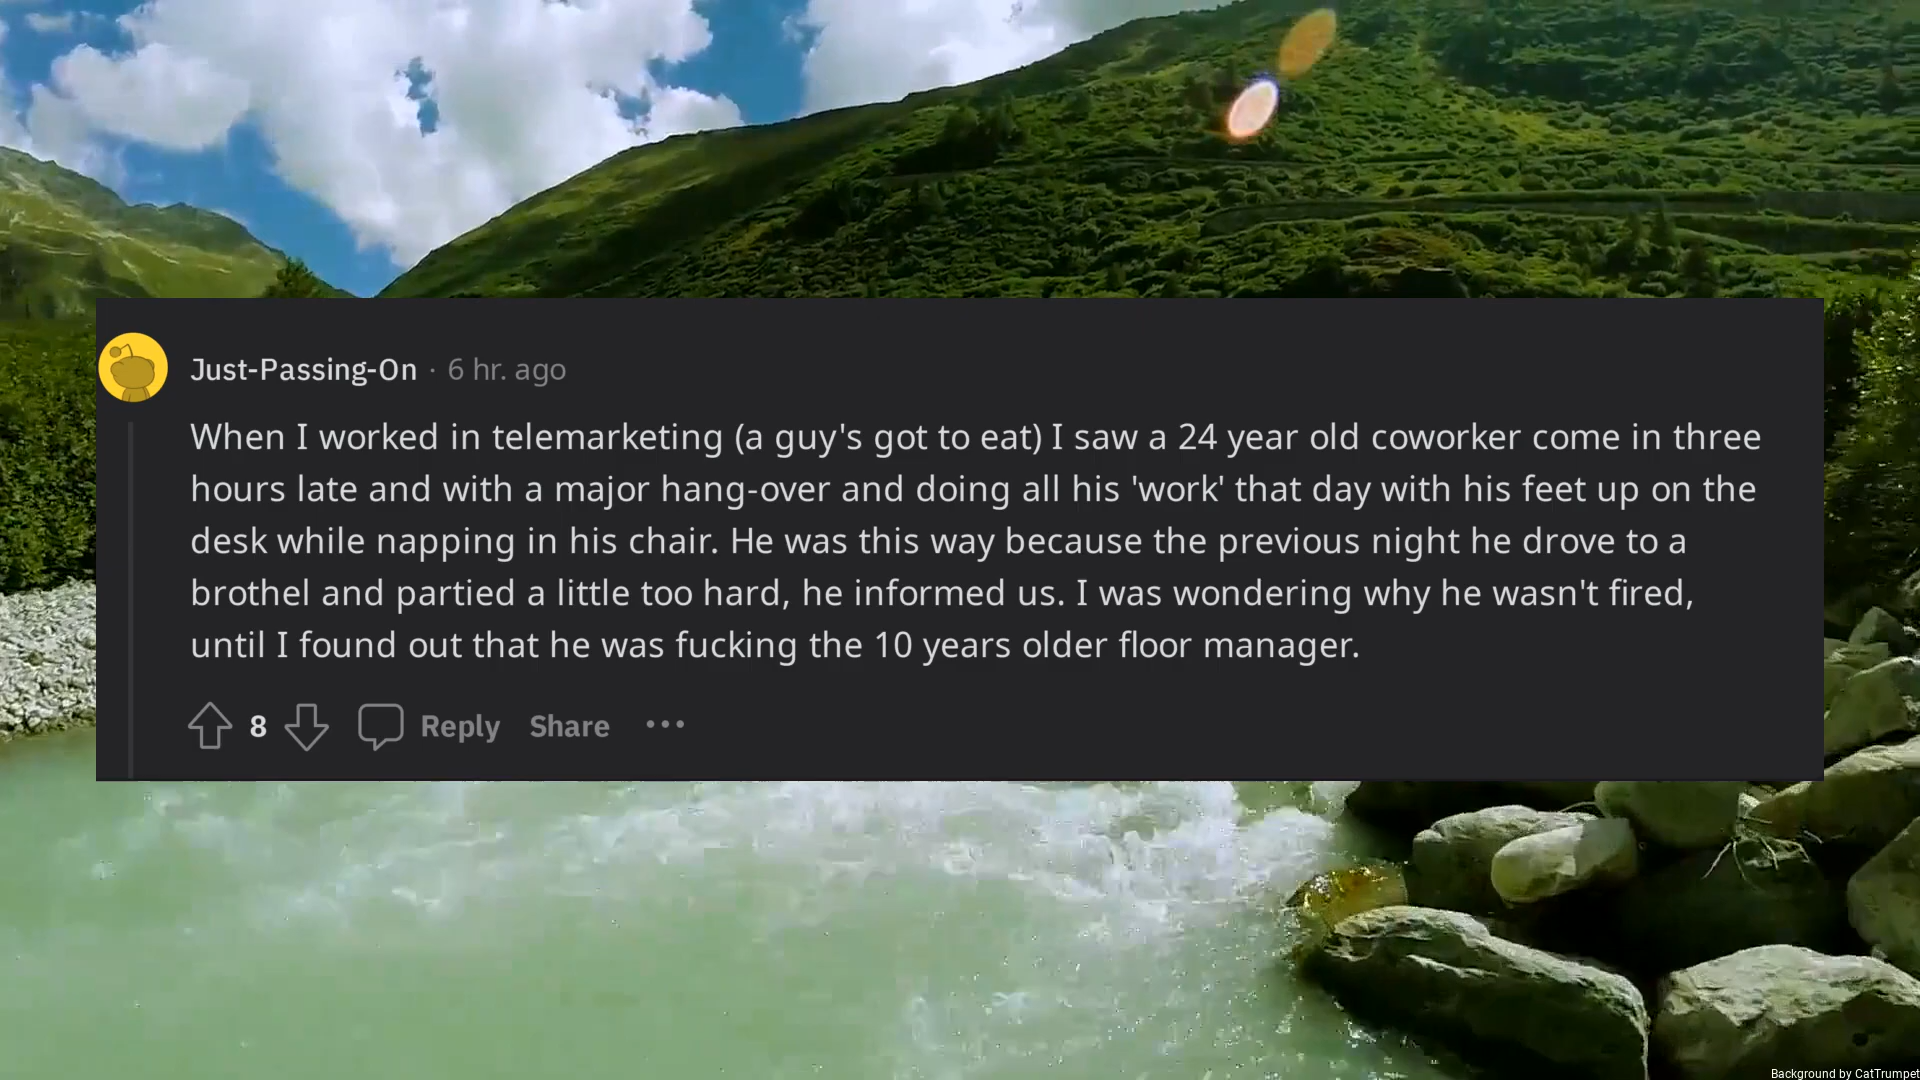 Just-Passing-On · 6 hr. ago
When I worked in telemarketing (a guy's got to eat) I saw a 24 year old coworker come in three
hours late and with a major hang-over and doing all his 'work' that day with his feet up on the
desk while napping in his chair. He was this way because the previous night he drove to a
brothel and partied a little too hard, he informed us. I was wondering why he wasn't fired,
until I found out that he was fucking the 10 years older floor manager.
8 Reply Share ···
Background by CatTrumpet